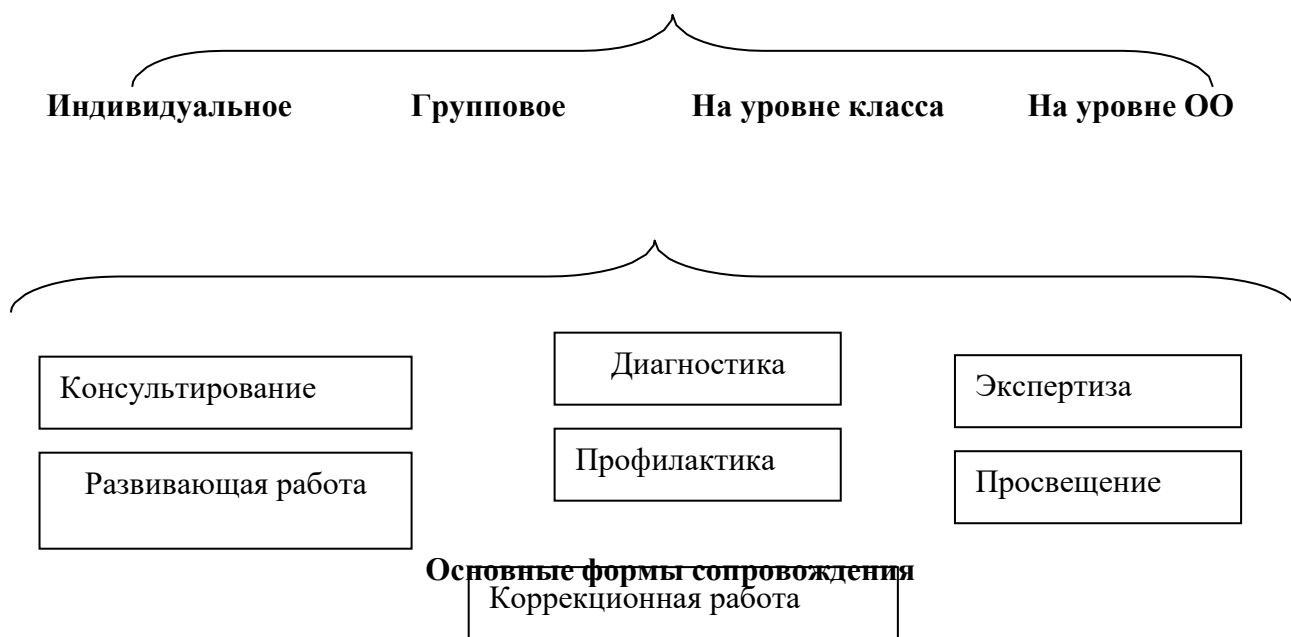 Индивидуальное Групповое На уровне класса На уровне ОО
Диагностика
Консультирование
Экспертиза
Профилактика
Развивающая работа
Просвещение
Основные формы сопровождения
Коррекционная работа